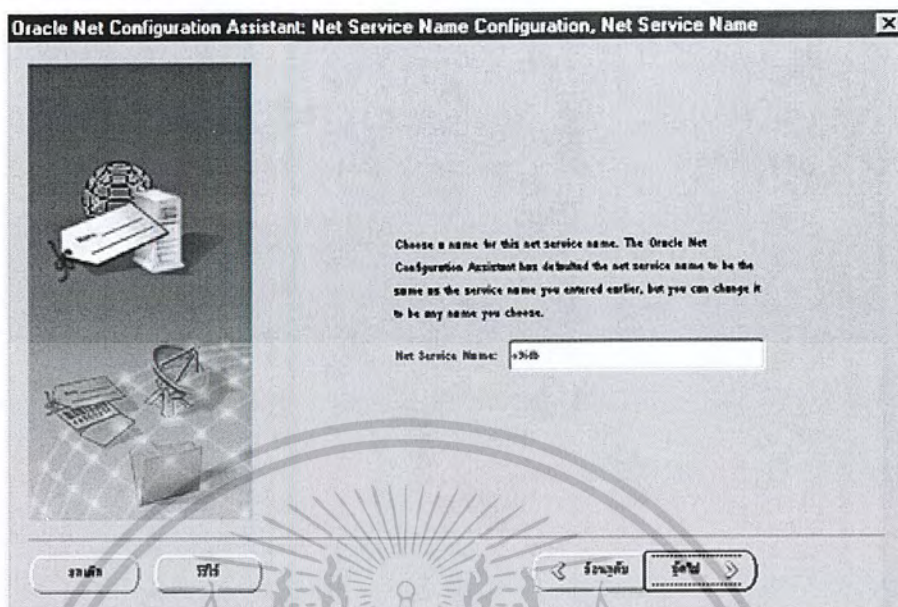 Oracle Net Configuration Assistant: Net Service Name Configuration, Net Service Name
Choose a name for this net service name. The Oracle Net
Configuration Assistant has defaulted the net service name to be the
same as the service name you entered earlier, but you can change it
to be any name you choose.
Net Service Name: o9idb
ยกเลิก
วิธีใช้
ย้อนกลับ
ถัดไป